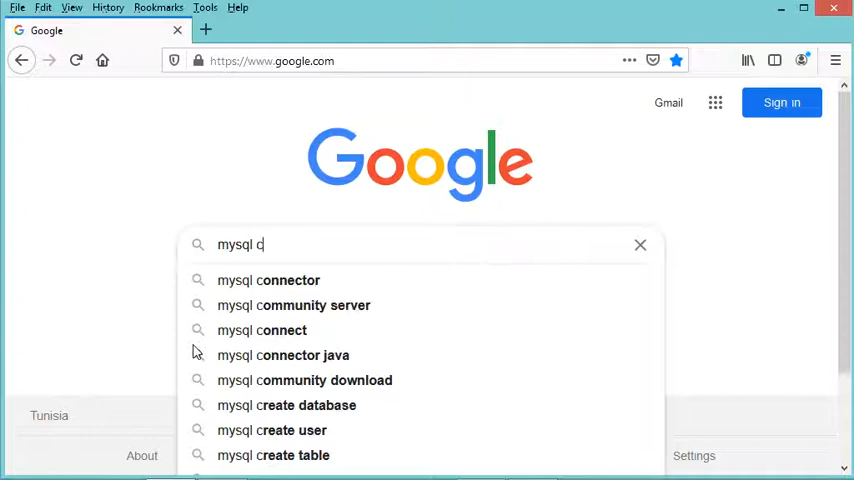 File Edit View History Bookmarks Tools Help
Google
https://www.google.com
Gmail
Sign in
Google
mysql c
mysql connector
mysql community server
mysql connect
mysql connector java
mysql community download
mysql create database
mysql create user
mysql create table
Tunisia
About
Settings